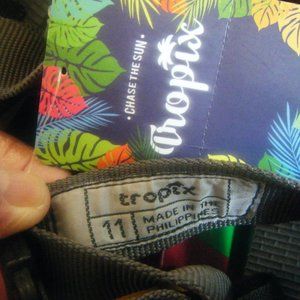 • CHASE THE SUN •
Tropix
tropix
11
MADE IN THE
PHILIPPINES